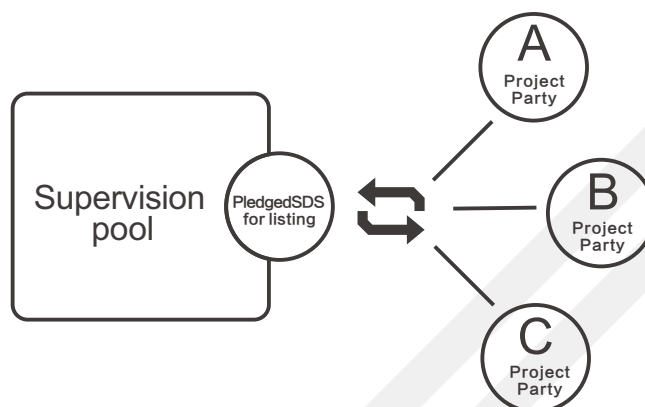 Supervision
pool
PledgedSDS
for listing
A
Project
Party
B
Project
Party
C
Project
Party